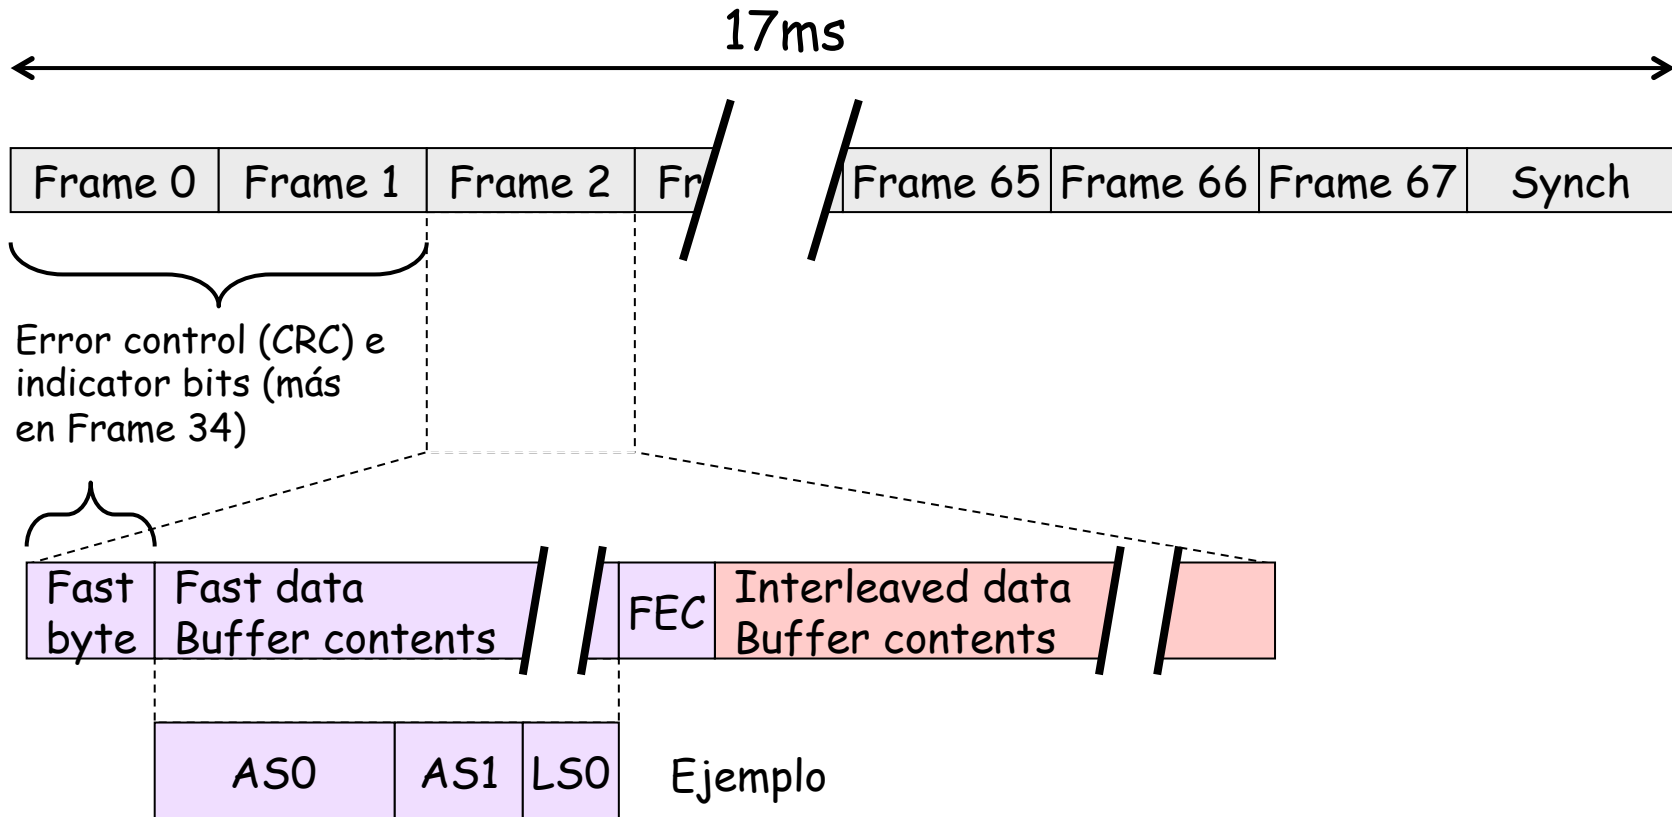 17ms
Frame 0 Frame 1 Frame 2 Fr Frame 65 Frame 66 Frame 67 Synch
Error control (CRC) e
indicator bits (más
en Frame 34)
Fast
byte
Fast data
Buffer contents
FEC
Interleaved data
Buffer contents
AS0 AS1 LS0 Ejemplo